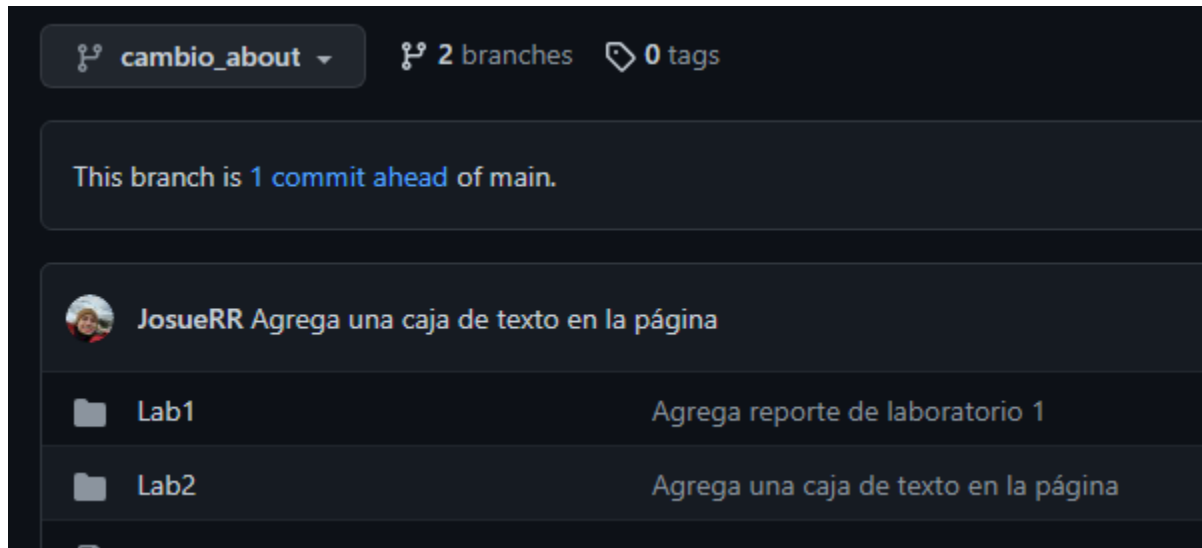 cambio_about 2 branches 0 tags
This branch is 1 commit ahead of main.
JosueRR Agrega una caja de texto en la página
Lab1 Agrega reporte de laboratorio 1
Lab2 Agrega una caja de texto en la página